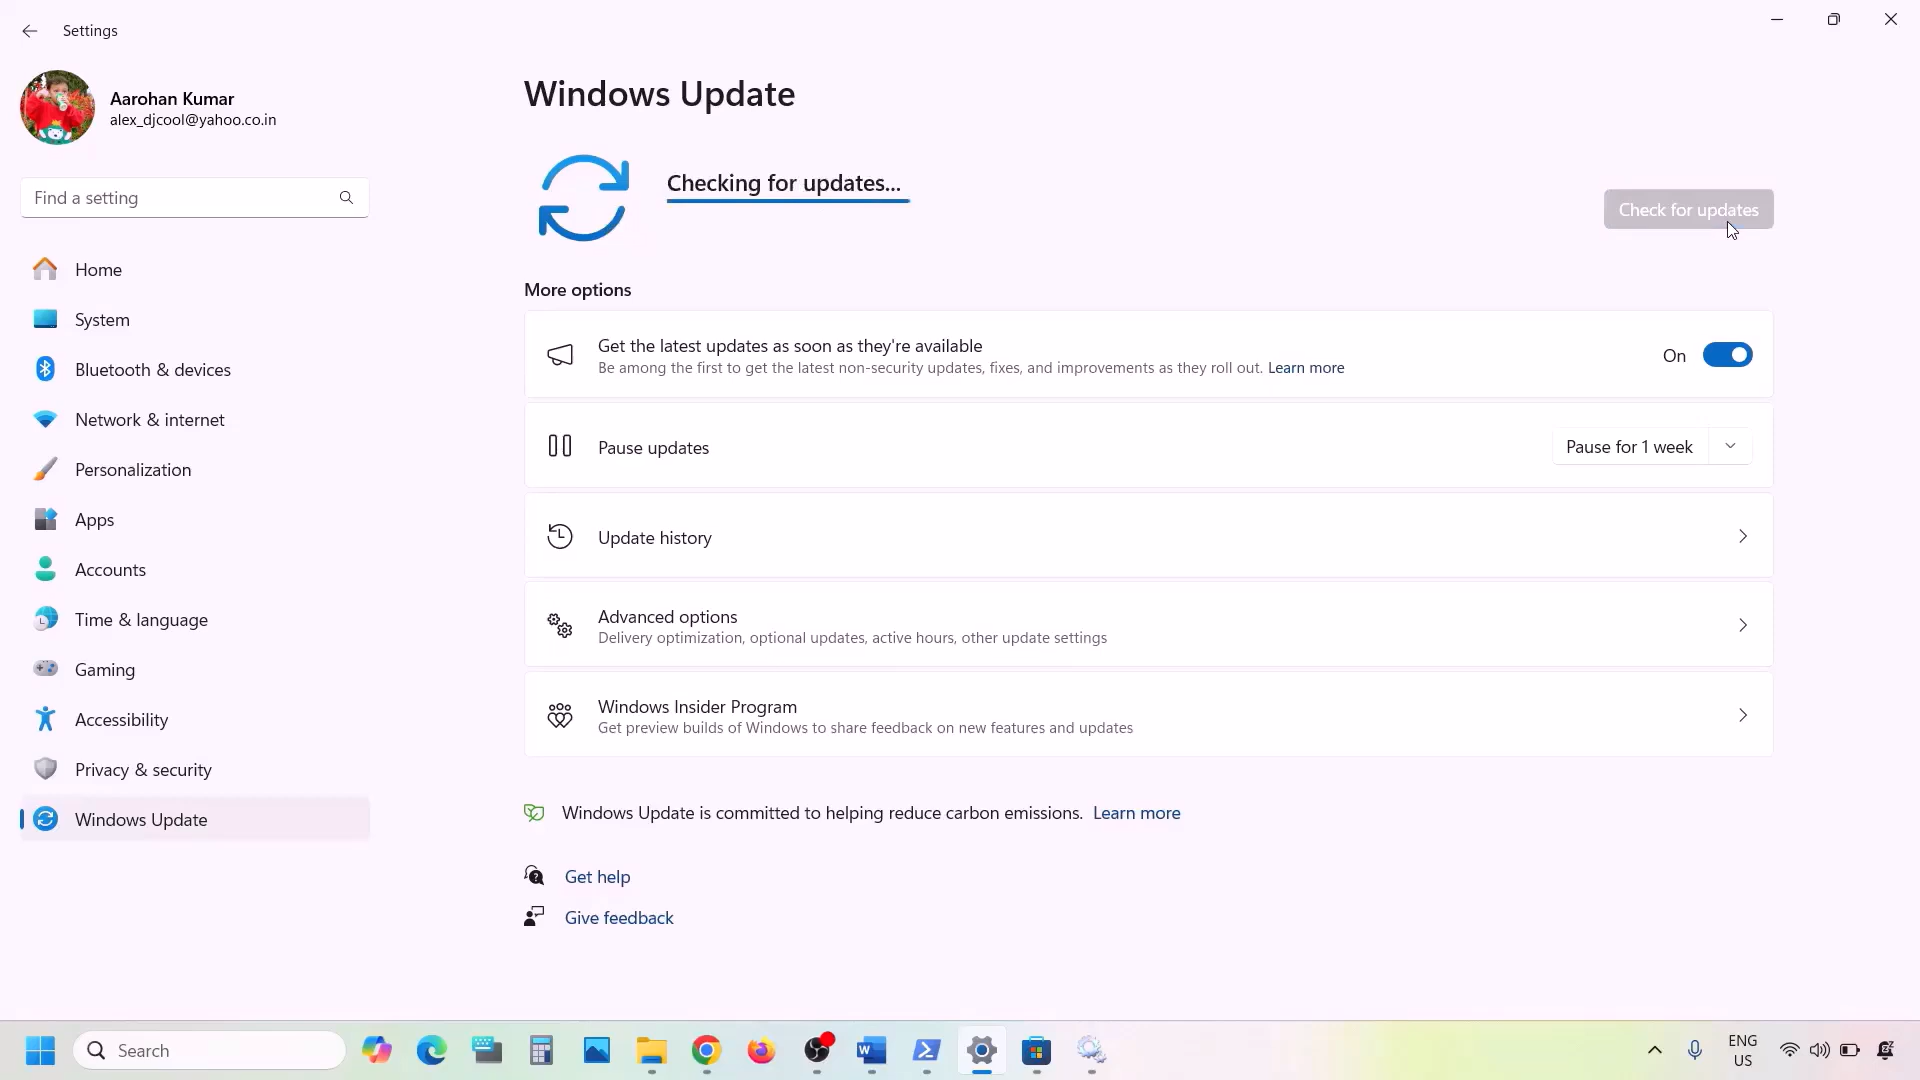 Settings
Aarohan Kumar
alex_djcool@yahoo.co.in
Find a setting
Home
System
Bluetooth & devices
Network & internet
Personalization
Apps
Accounts
Time & language
Gaming
Accessibility
Privacy & security
Windows Update
Windows Update
Checking for updates...
Check for updates
More options
Get the latest updates as soon as they're available
Be among the first to get the latest non-security updates, fixes, and improvements as they roll out. Learn more
On
Pause updates
Pause for 1 week
Update history
Advanced options
Delivery optimization, optional updates, active hours, other update settings
Windows Insider Program
Get preview builds of Windows to share feedback on new features and updates
Windows Update is committed to helping reduce carbon emissions. Learn more
Get help
Give feedback
Search
ENG
US